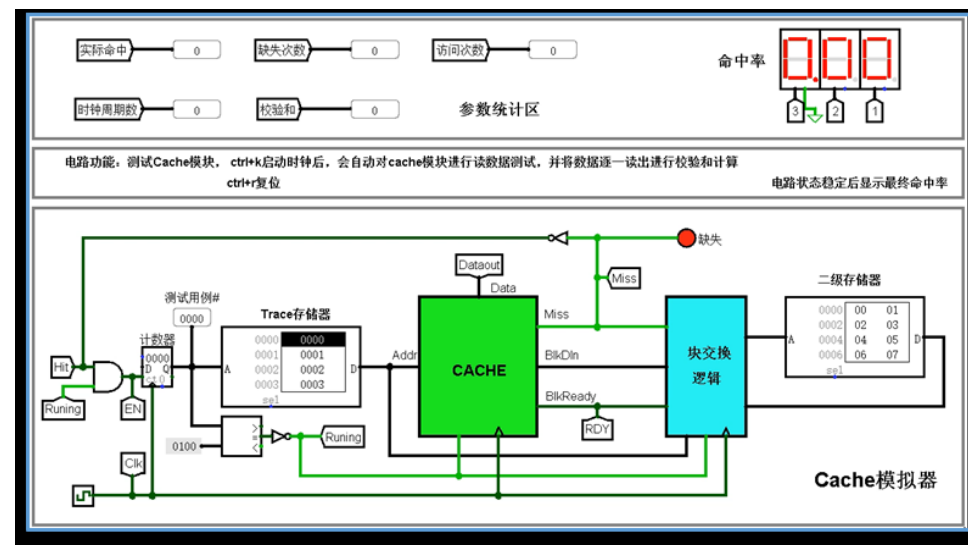 实际命中 0 缺失次数 0 访问次数 0
命中率 0.00
3 2 1
时钟周期数 0 校验和 0 参数统计区
电路功能：测试Cache模块， ctrl+k启动时钟后，会自动对cache模块进行读数据测试，并将数据逐一读出进行校验和计算
ctrl+r复位
电路状态稳定后显示最终命中率
缺失
Dataout
Miss
Data
二级存储器
测试用例#
0000
Trace存储器
计数器
Miss
0000 00 01
0002 02 03
0004 04 05
0006 06 07
A D
sel
0000
D Q
ct 0
0000 0000
0001 0001
0002 0002
0003 0003
A D
sel
Addr
CACHE
BlkDIn
块交换
逻辑
Hit
BlkReady
Runing
EN
RDY
>
=
<
0100
Runing
Clk
Cache模拟器